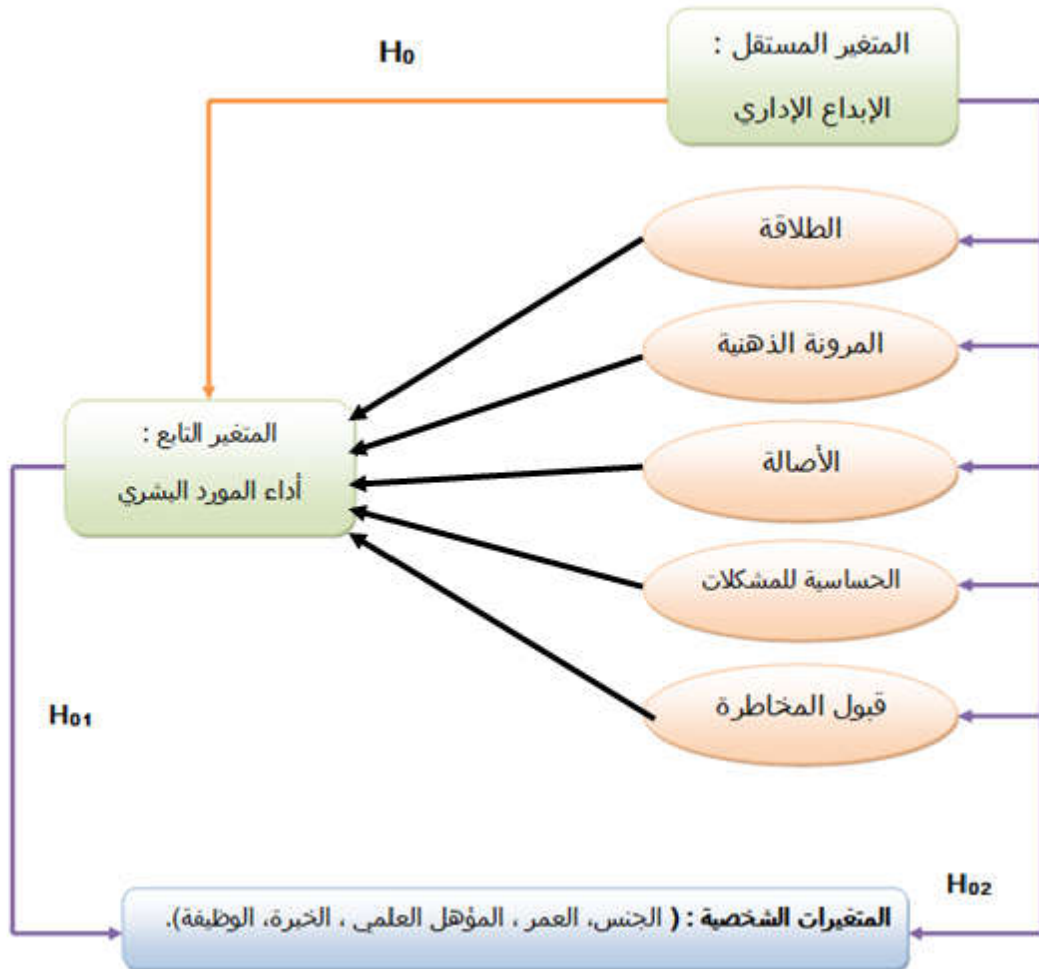 المتغير المستقل :
الإبداع الإداري
H₀
الطلاقة
المرونة الذهنية
المتغير التابع :
أداء المورد البشري
الأصالة
الحساسية للمشكلات
قبول المخاطرة
H₀₁
H₀₂
المتغيرات الشخصية : ( الجنس، العمر ، المؤهل العلمي ، الخبرة، الوظيفة).